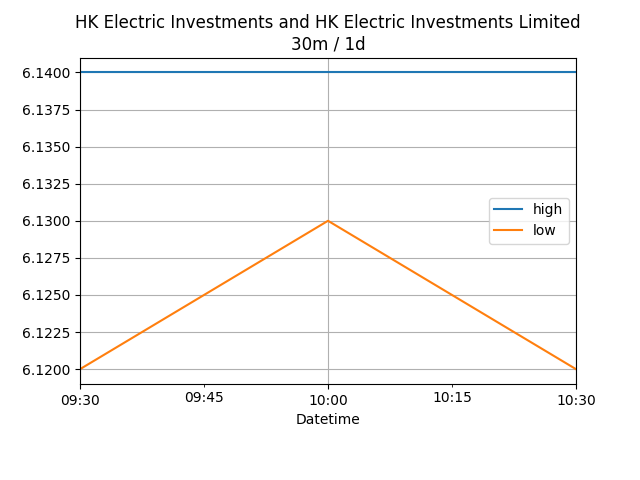 HK Electric Investments and HK Electric Investments Limited
30m / 1d
6.1400
6.1375
6.1350
6.1325
6.1300
6.1275
6.1250
6.1225
6.1200
high
low
09:30
09:45
10:00
10:15
10:30
Datetime